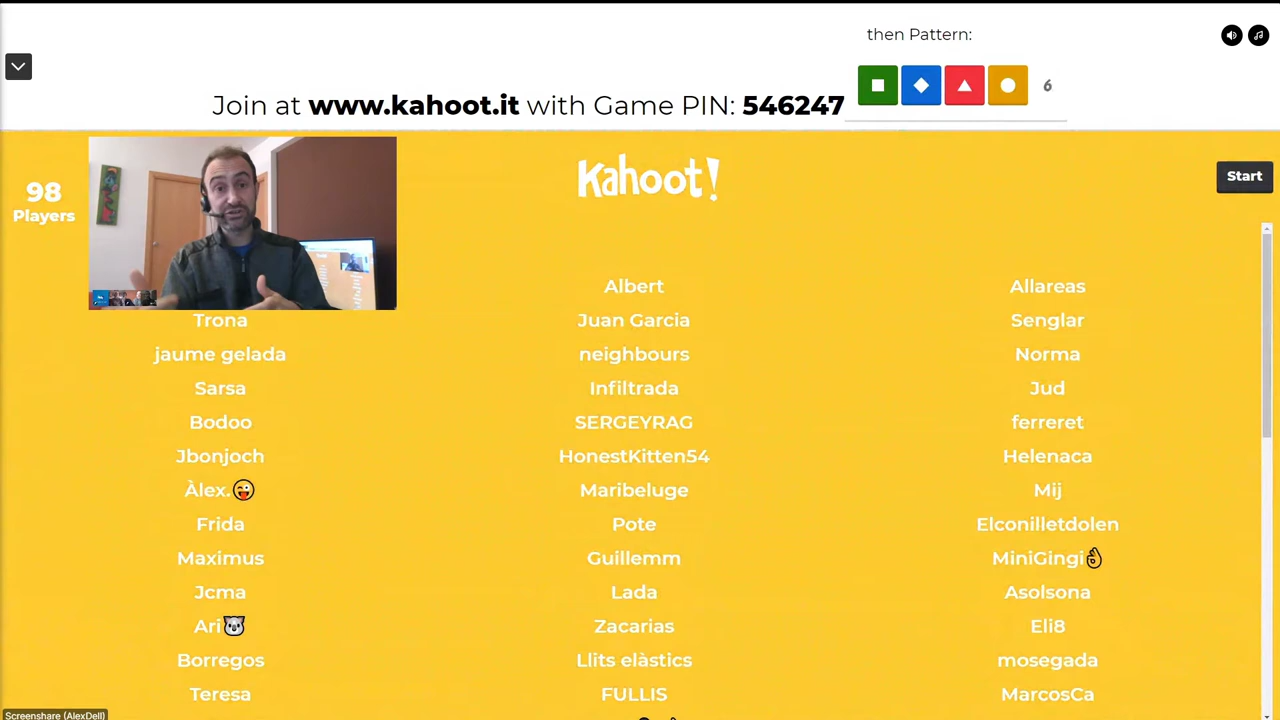 then Pattern:
6
Join at www.kahoot.it with Game PIN: 546247
98
Players
Kahoot!
Start
Albert
Allareas
Trona
Juan Garcia
Senglar
jaume gelada
neighbours
Norma
Sarsa
Infiltrada
Jud
Bodoo
SERGEYRAG
ferreret
Jbonjoch
HonestKitten54
Helenaca
Àlex.😜
Maribeluge
Mij
Frida
Pote
Elconilletdolen
Maximus
Guillemm
MiniGingi👌
Jcma
Lada
Asolsona
Ari🐨
Zacarias
Eli8
Borregos
Llits elàstics
mosegada
Teresa
FULLIS
MarcosCa
Screenshare (AlexDell)